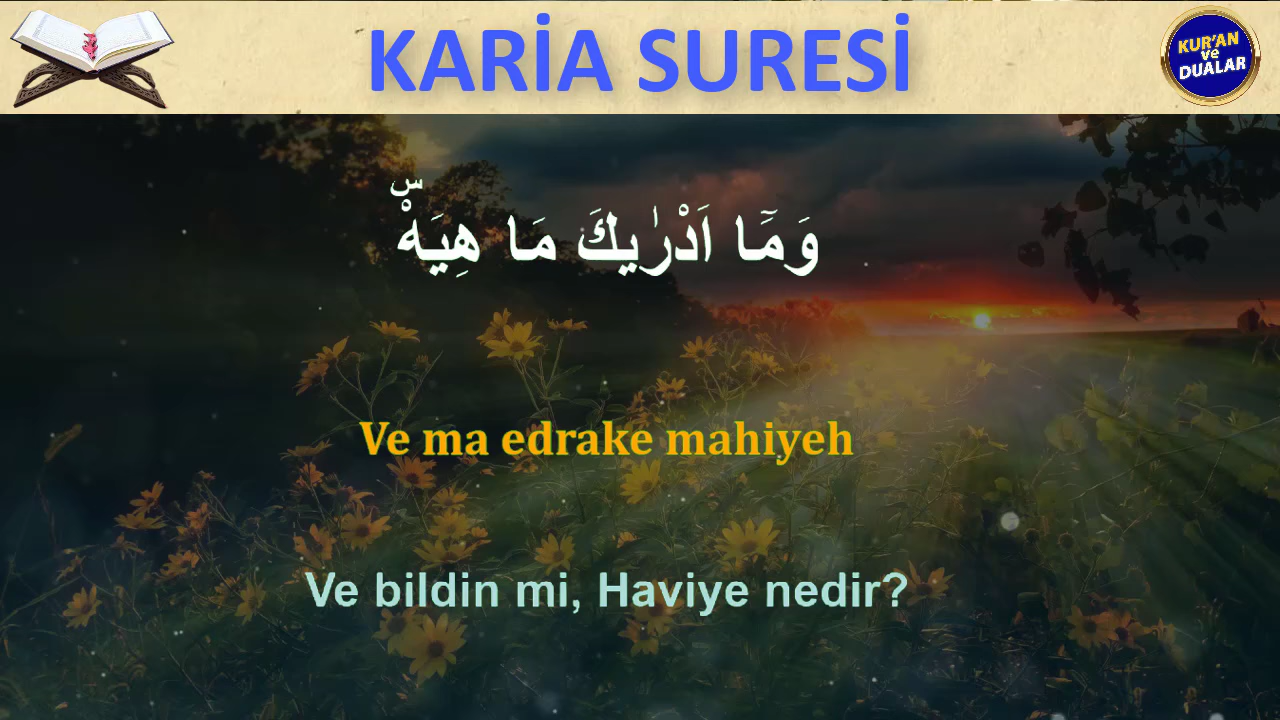 KARİA SURESİ
KUR'AN
ve
DUALAR
وَمَٓا اَدْرٰيكَ مَا هِيَهْۜ
Ve ma edrake mahiyeh
Ve bildin mi, Haviye nedir?